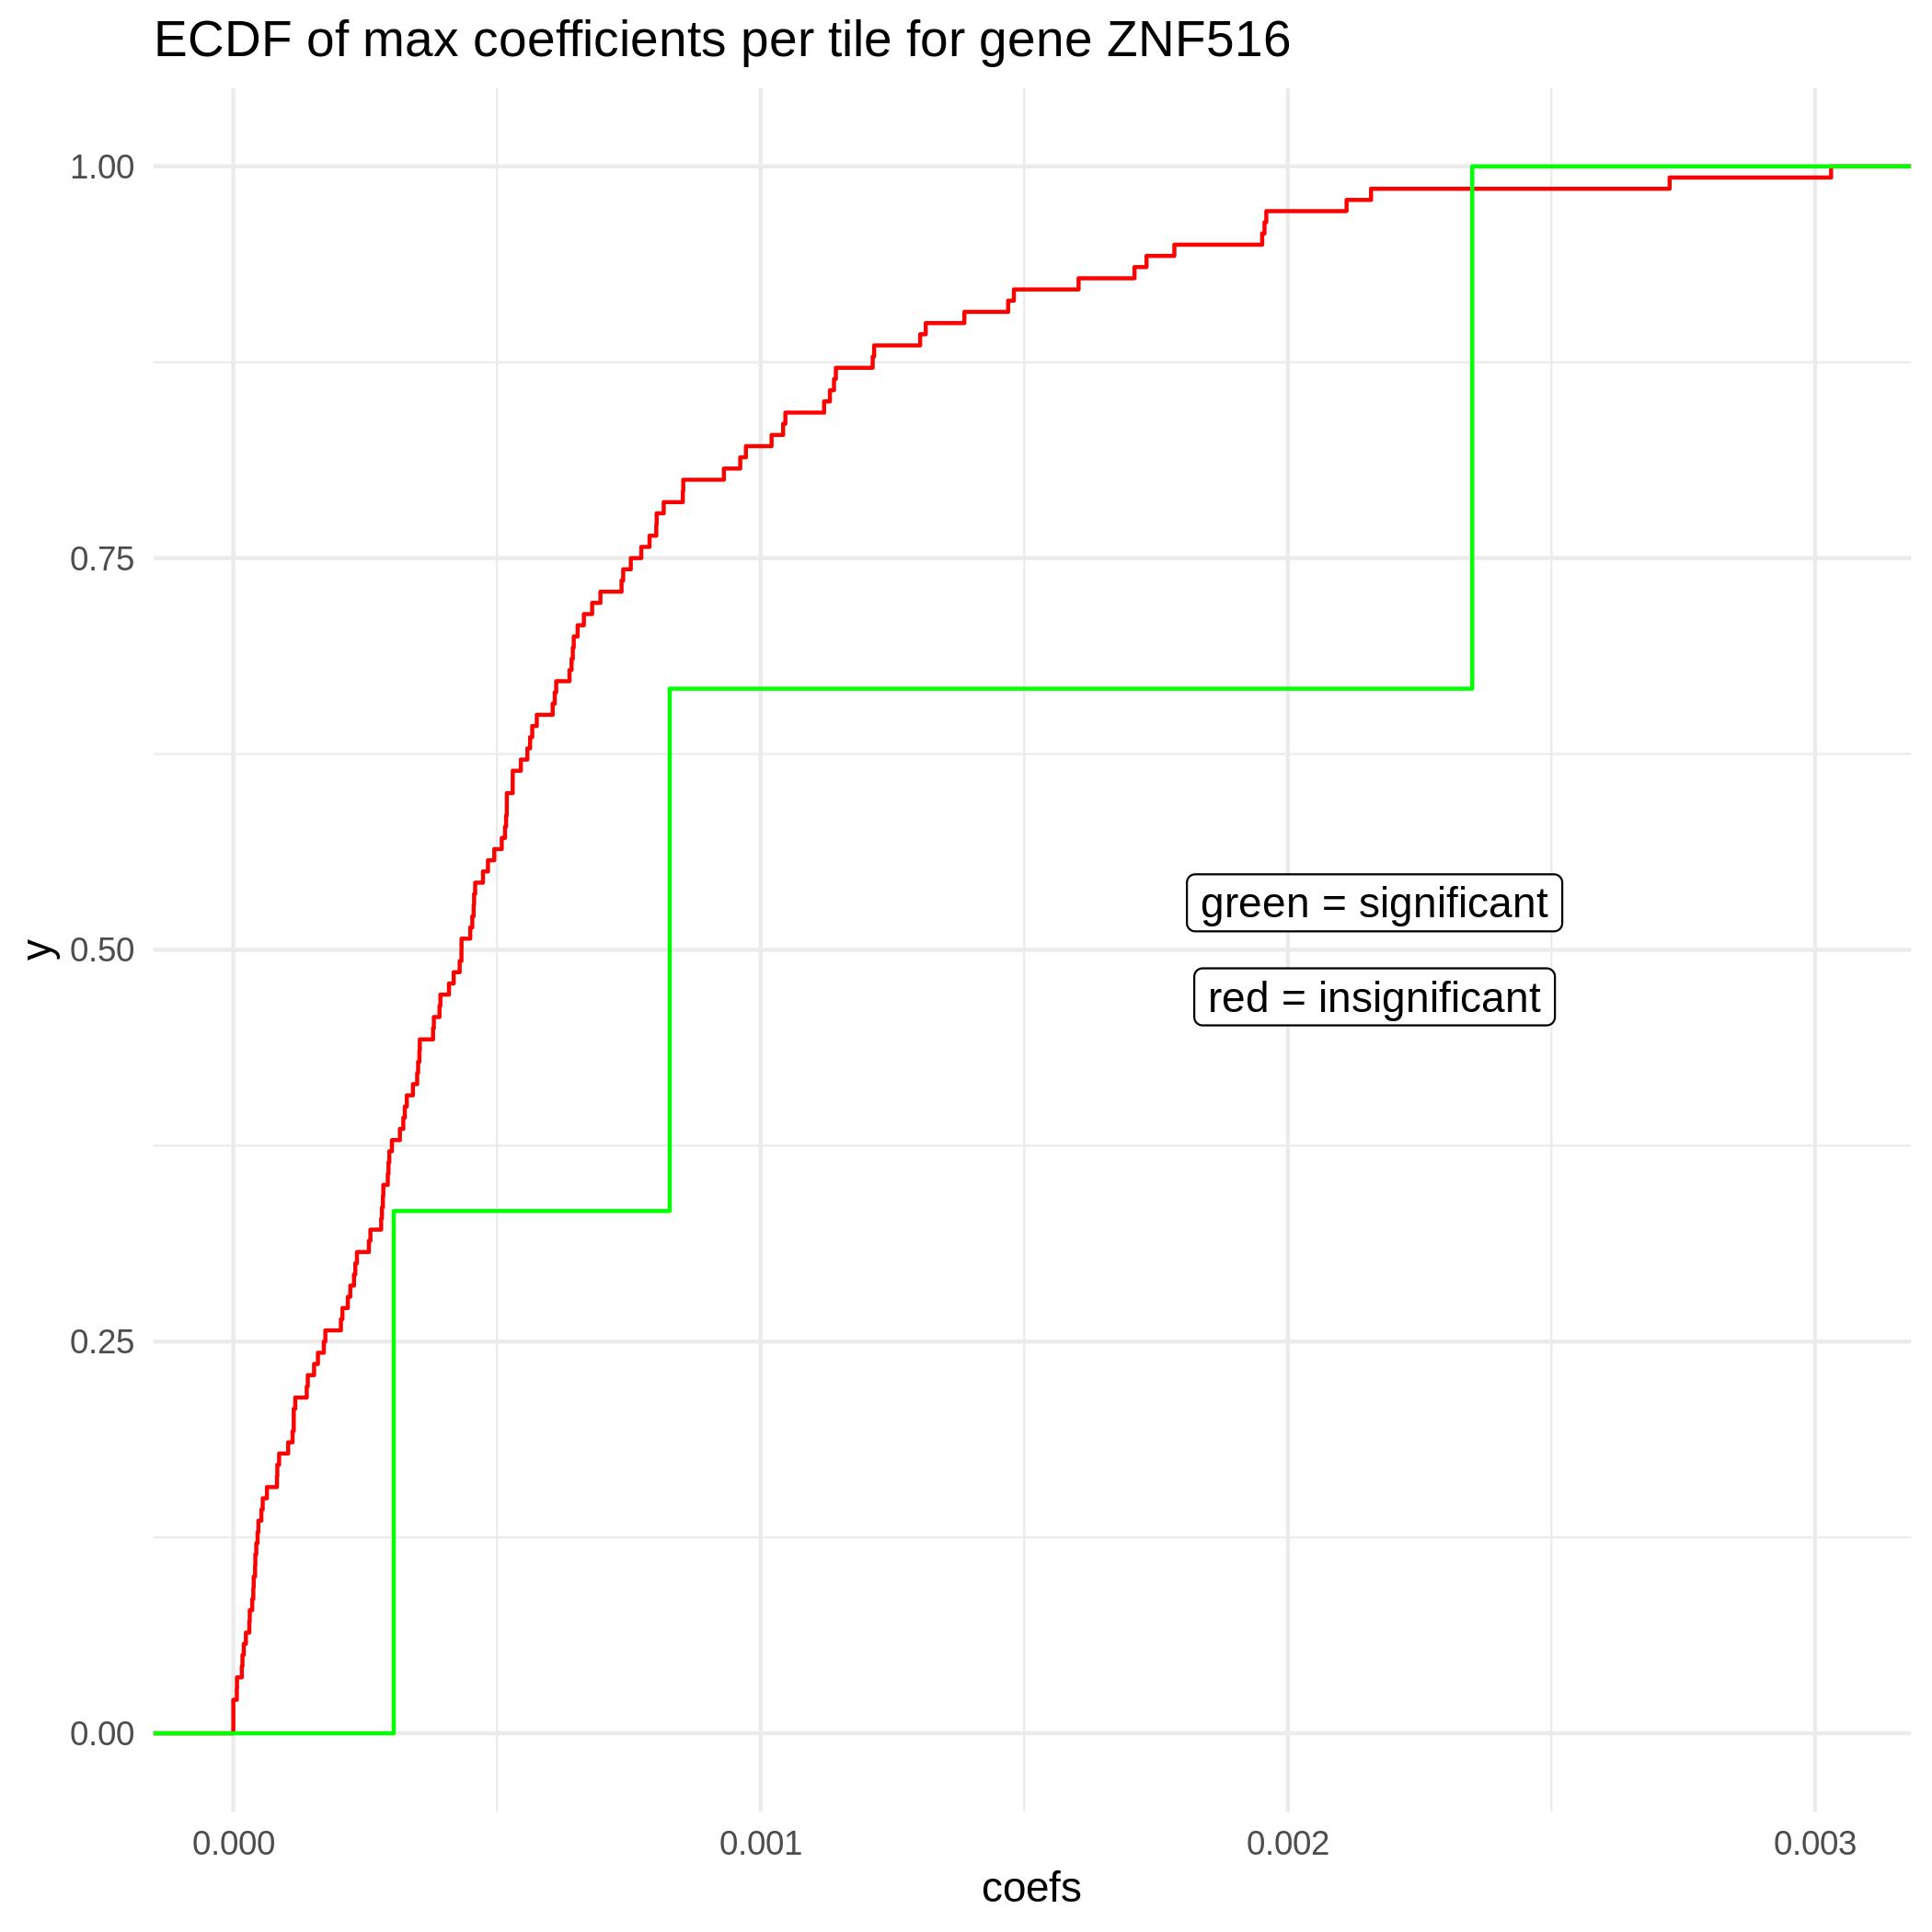 ECDF of max coefficients per tile for gene ZNF516
1.00
0.75
0.50
0.25
0.00
y
green = significant
red = insignificant
0.000 0.001 0.002 0.003
coefs